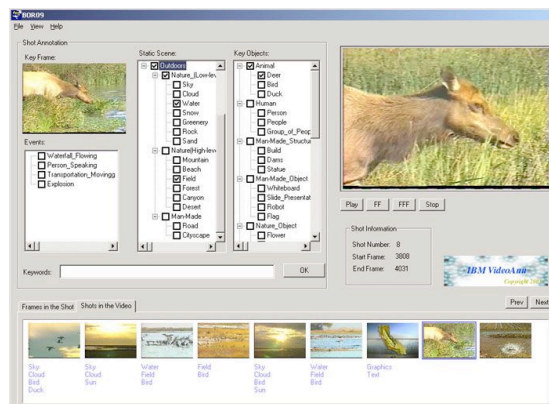 BOR09
File View Help
Shot Annotation
Key Frame:
Static Scene:
Key Objects:
Outdoors
Nature_(Low-lev
Sky
Cloud
Water
Snow
Greenery
Rock
Sand
Nature(High-leve
Mountain
Beach
Field
Forest
Canyon
Desert
Man-Made
Road
Cityscape
Animal
Deer
Bird
Duck
Human
Person
People
Group_of_Peop
Man-Made_Structu
Build
Dams
Statue
Man-Made_Object
Whiteboard
Slide_Presentat
Robot
Flag
Nature_Object
Flower
Events:
Waterfall_Flowing
Person_Speaking
Transportation_Movingg
Explosion
Keywords:
OK
Play FF FFF Stop
Shot Information
Shot Number: 8
Start Frame: 3808
End Frame: 4031
IBM VideoAnn
Copyright 20
Prev Next
Frames in the Shot Shots in the Video
Sky
Cloud
Bird
Duck
Sky
Cloud
Sun
Water
Field
Bird
Field
Bird
Sky
Cloud
Bird
Sun
Water
Field
Bird
Graphics
Text